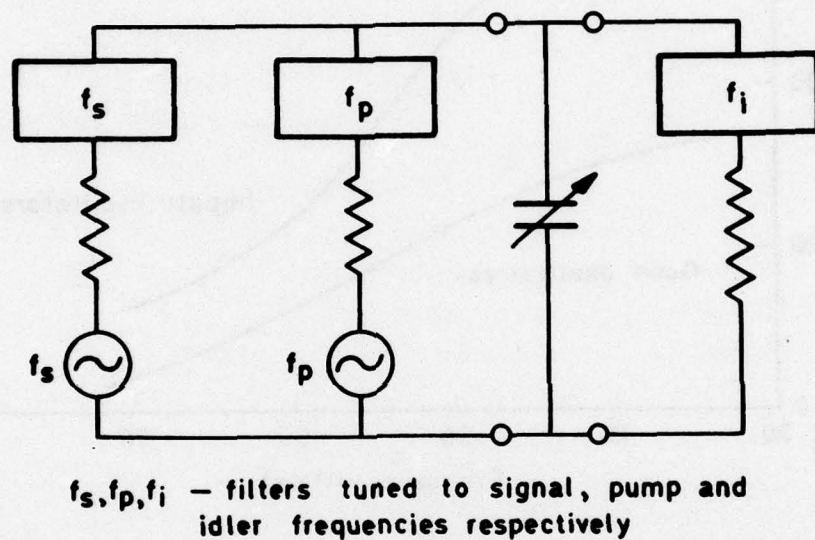 fs
fp
fi
fs
fp
fs,fp,fi — filters tuned to signal, pump and
idler frequencies respectively